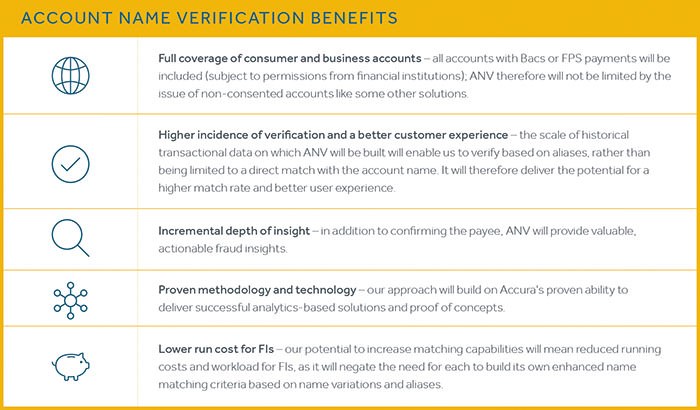 ACCOUNT NAME VERIFICATION BENEFITS
Full coverage of consumer and business accounts – all accounts with Bacs or FPS payments will be
included (subject to permissions from financial institutions); ANV therefore will not be limited by the
issue of non-consented accounts like some other solutions.
Higher incidence of verification and a better customer experience – the scale of historical
transactional data on which ANV will be built will enable us to verify based on aliases, rather than
being limited to a direct match with the account name. It will therefore deliver the potential for a
higher match rate and better user experience.
Incremental depth of insight – in addition to confirming the payee, ANV will provide valuable,
actionable fraud insights.
Proven methodology and technology – our approach will build on Accura's proven ability to
deliver successful analytics-based solutions and proof of concepts.
Lower run cost for FIs – our potential to increase matching capabilities will mean reduced running
costs and workload for FIs, as it will negate the need for each to build its own enhanced name
matching criteria based on name variations and aliases.